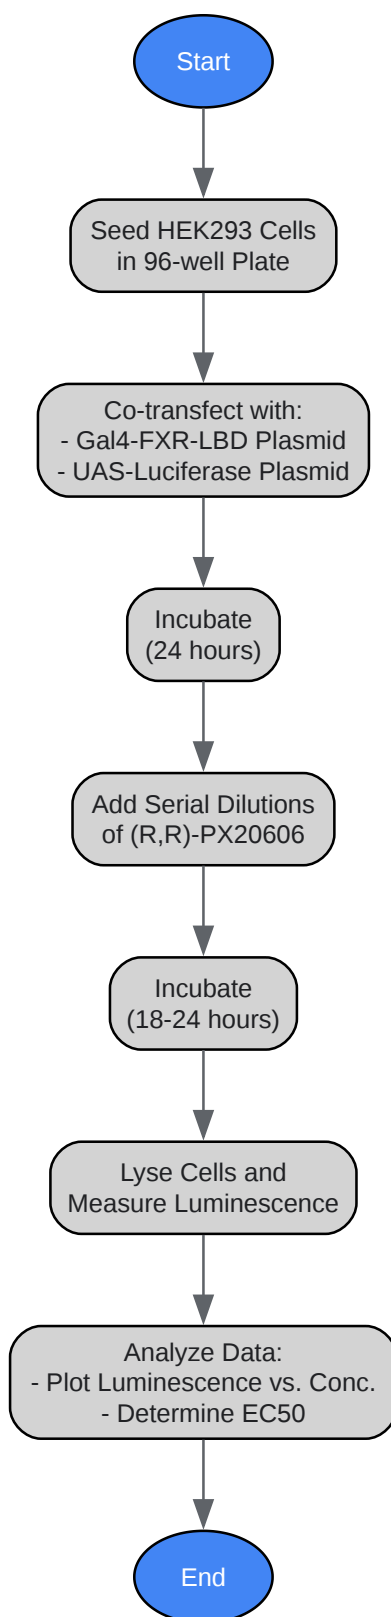 Start
Seed HEK293 Cells
in 96-well Plate
Co-transfect with:
- Gal4-FXR-LBD Plasmid
- UAS-Luciferase Plasmid
Incubate
(24 hours)
Add Serial Dilutions
of (R,R)-PX20606
Incubate
(18-24 hours)
Lyse Cells and
Measure Luminescence
Analyze Data:
- Plot Luminescence vs. Conc.
- Determine EC50
End